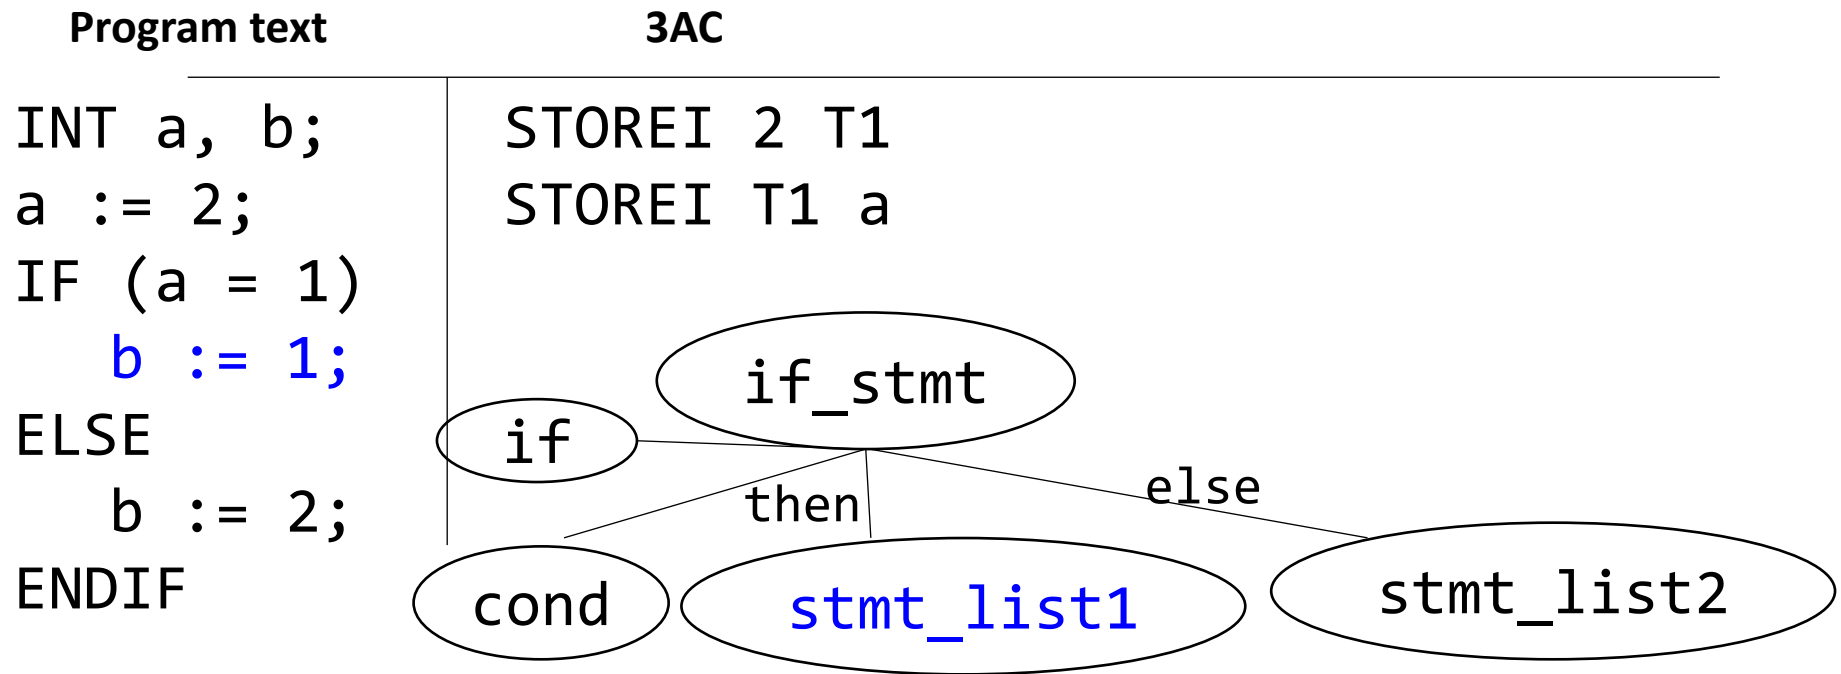 Program text
3AC
INT a, b;
a := 2;
IF (a = 1)
b := 1;
ELSE
b := 2;
ENDIF
STOREI 2 T1
STOREI T1 a
if_stmt
if
then
else
cond
stmt_list1
stmt_list2